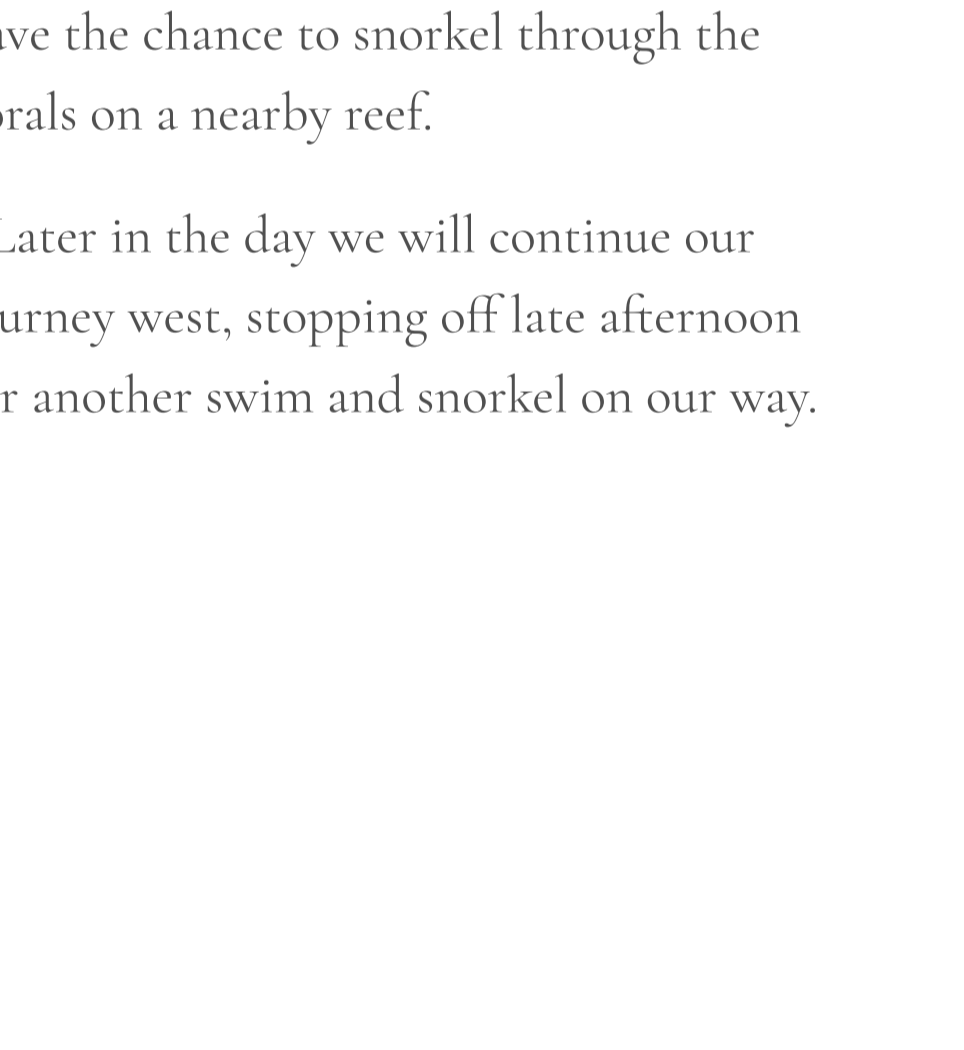 ve the chance to snorkel through the
rals on a nearby reef.
Later in the day we will continue our
urney west, stopping off late afternoon
r another swim and snorkel on our way.